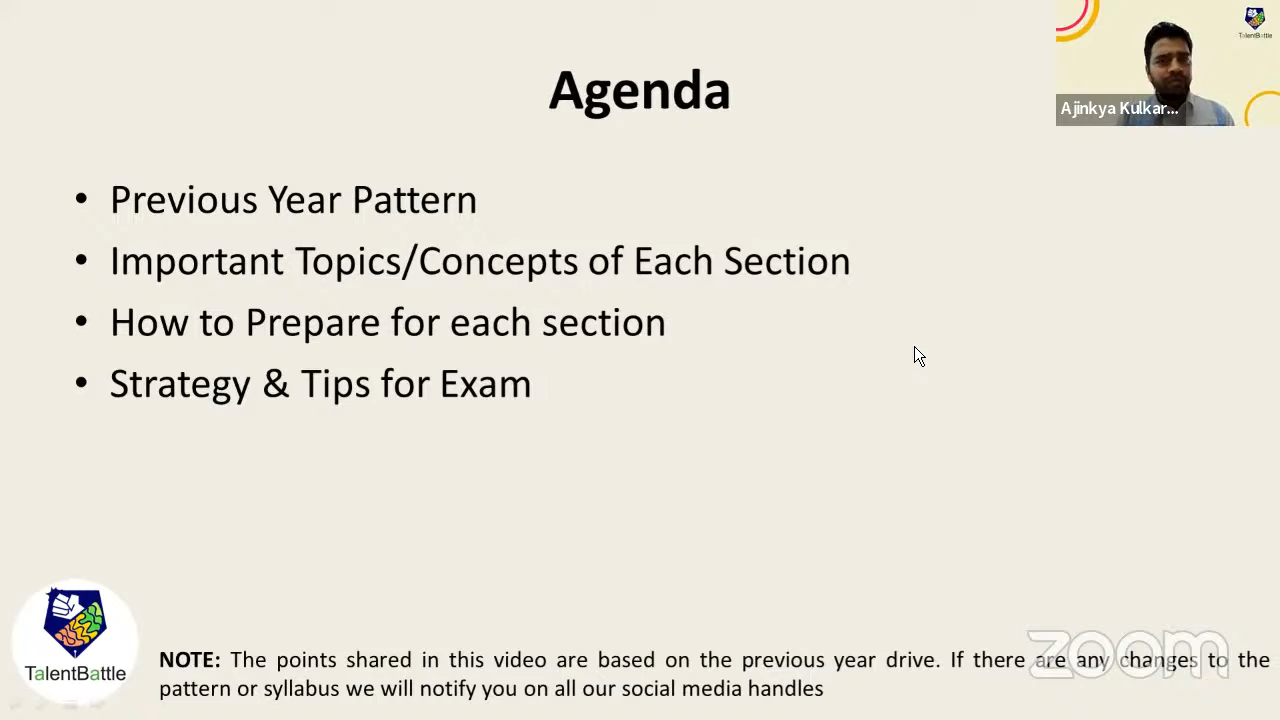 TalentBattle
Agenda
Ajinkya Kulkar...
• Previous Year Pattern
• Important Topics/Concepts of Each Section
• How to Prepare for each section
• Strategy & Tips for Exam
TalentBattle
zoom
NOTE: The points shared in this video are based on the previous year drive. If there are any changes to the
pattern or syllabus we will notify you on all our social media handles